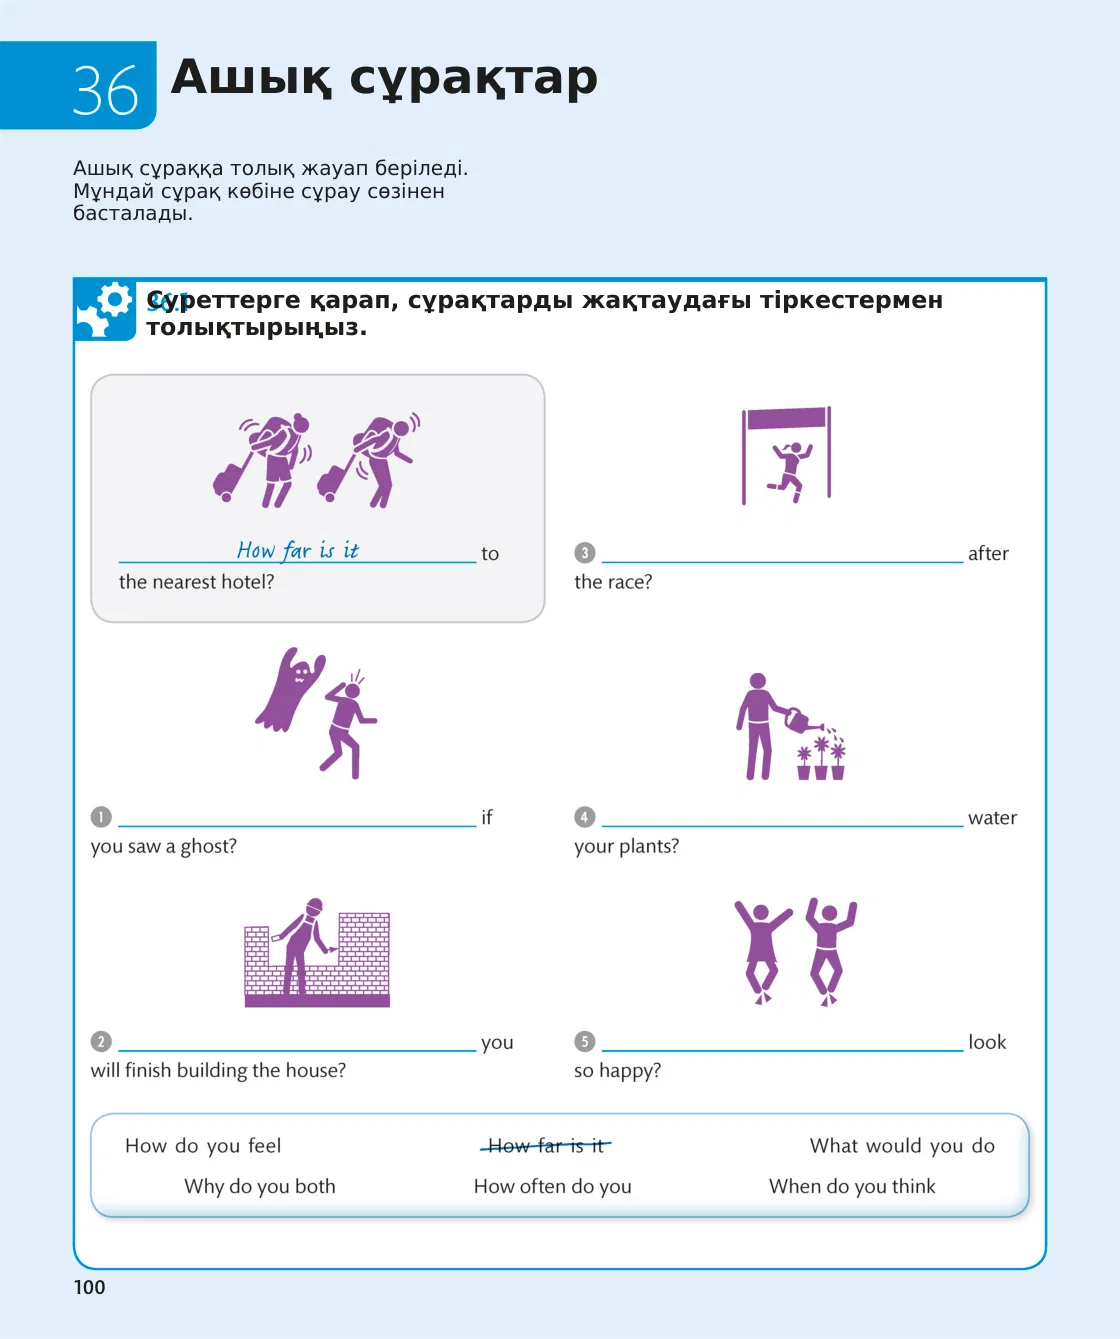 36
Ашық сұрақтар
Ашық сұраққа толық жауап беріледі.
Мұндай сұрақ көбіне сұрау сөзінен
басталады.
Суреттерге қарап, сұрақтарды жақтаудағы тіркестермен
толықтырыңыз.
How far is it to
the nearest hotel?
3 after
the race?
1 if
you saw a ghost?
4 water
your plants?
2 you
will finish building the house?
5 look
so happy?
How do you feel How far is it What would you do
Why do you both How often do you When do you think
100